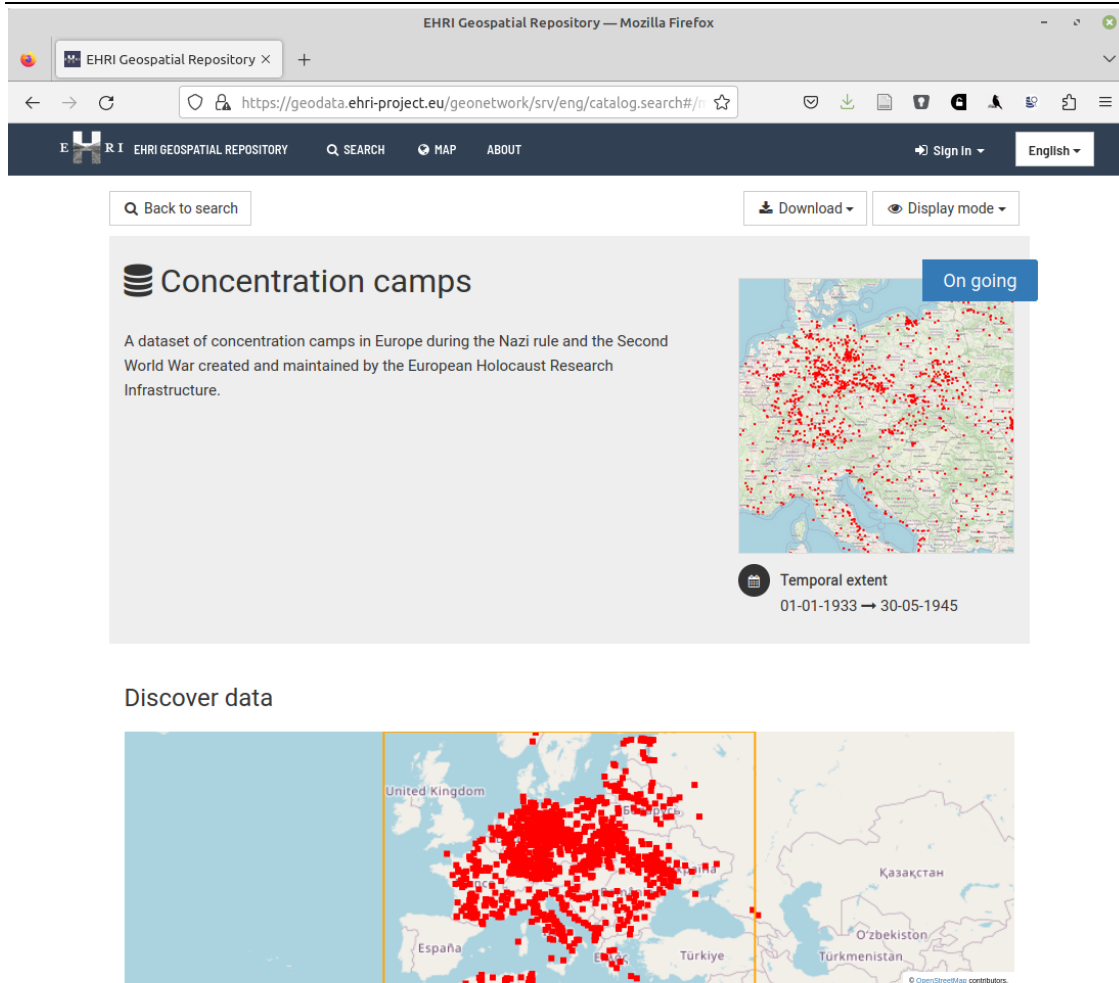 EHRI Geospatial Repository — Mozilla Firefox
EHRI Geospatial Repository ×
https://geodata.ehri-project.eu/geonetwork/srv/eng/catalog.search#/
E H RI EHRI GEOSPATIAL REPOSITORY SEARCH MAP ABOUT Sign in English
Back to search Download Display mode
Concentration camps
On going
A dataset of concentration camps in Europe during the Nazi rule and the Second
World War created and maintained by the European Holocaust Research
Infrastructure.
Temporal extent
01-01-1933 → 30-05-1945
Discover data
United Kingdom
Қазақстан
Oʻzbekiston
España
Türkiye
Türkmenistan
© OpenStreetMap contributors.